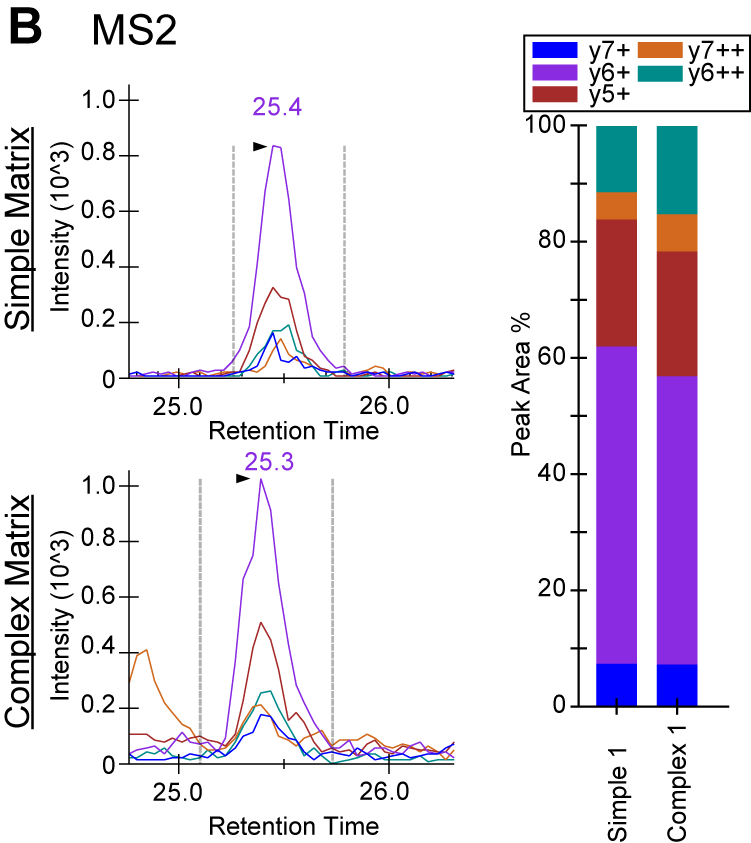 B MS2
Simple Matrix
Intensity (10^3)
1.0
0.8
0.6
0.4
0.2
0
25.4
25.0
26.0
Retention Time
Complex Matrix
Intensity (10^3)
1.0
0.8
0.6
0.4
0.2
0
25.3
25.0
26.0
Retention Time
y7+ y7++
y6+ y6++
y5+
Peak Area %
100
80
60
40
20
0
Simple 1
Complex 1